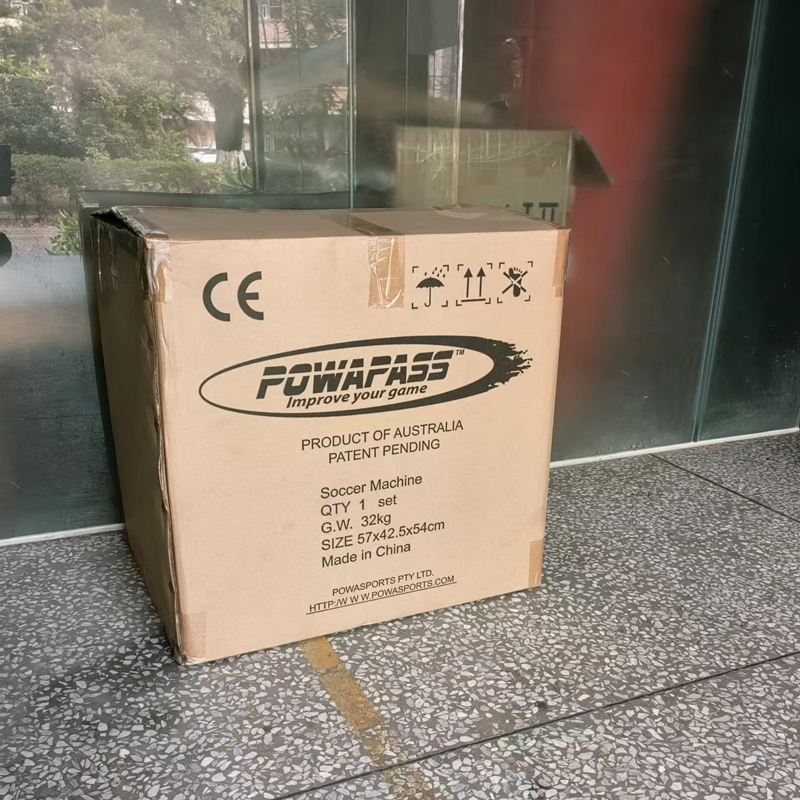 CE
POWAPASS™
Improve your game
PRODUCT OF AUSTRALIA
PATENT PENDING
Soccer Machine
QTY 1 set
G.W. 32kg
SIZE 57x42.5x54cm
Made in China
POWASPORTS PTY LTD.
HTTP:/W W W.POWASPORTS.COM